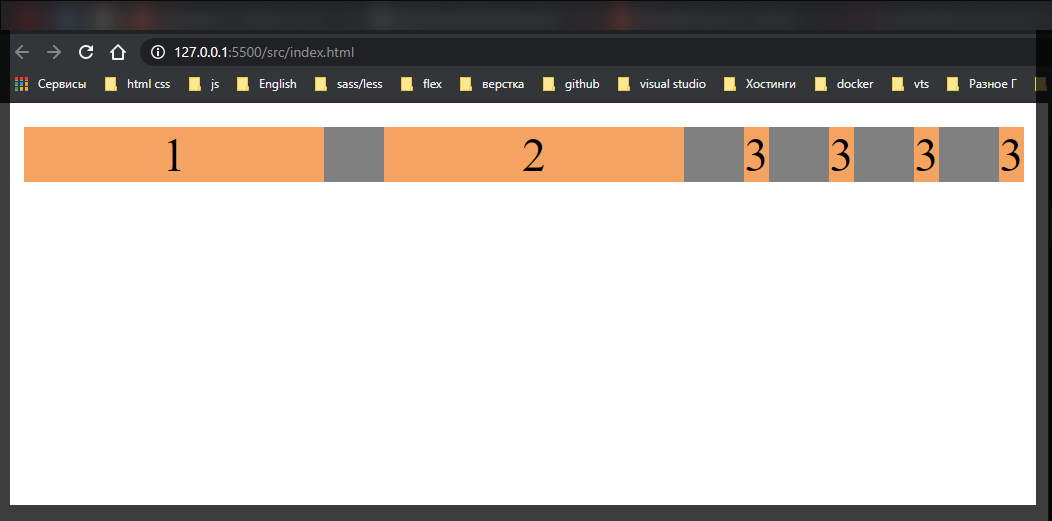 127.0.0.1:5500/src/index.html
Сервисы html css js English sass/less flex верстка github visual studio Хостинги docker vts Разное Г
1 2 3 3 3 3